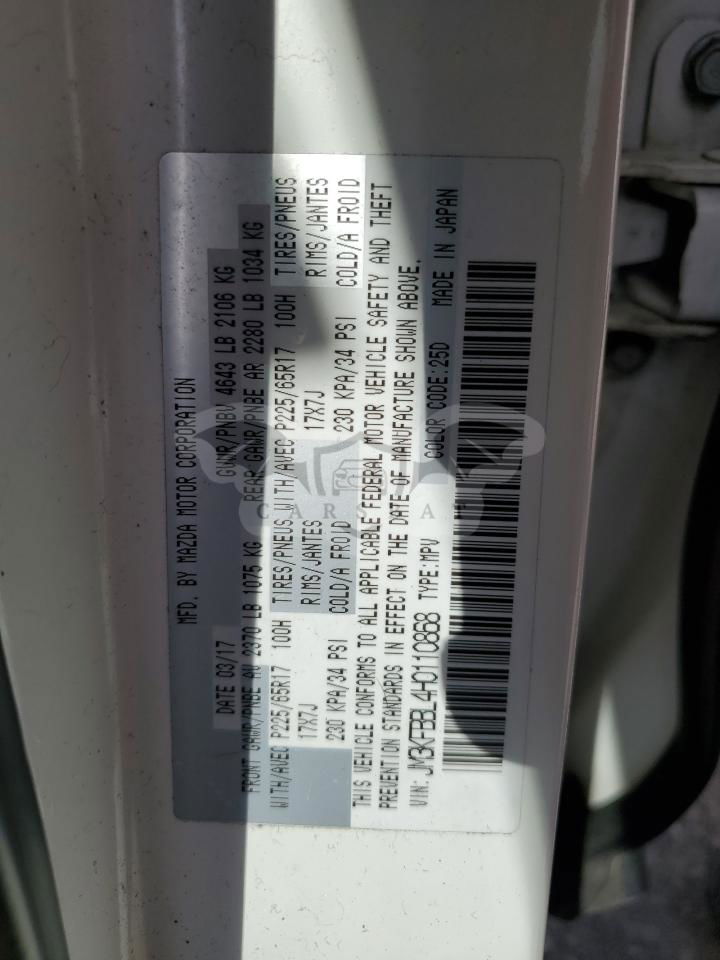 MFD. BY MAZDA MOTOR CORPORATION
DATE 03/17 GVWR/PNBV 4643 LB 2106 KG
FRONT GAWR/PNBE AV 2370 LB 1075 KG REAR GAWR/PNBE AR 2280 LB 1034 KG
WITH/AVEC P225/65R17 100H TIRES/PNEUS WITH/AVEC P225/65R17 100H TIRES/PNEUS
17X7J RIMS/JANTES 17X7J RIMS/JANTES
230 KPA/34 PSI COLD/A FROID 230 KPA/34 PSI COLD/A FROID
THIS VEHICLE CONFORMS TO ALL APPLICABLE FEDERAL MOTOR VEHICLE SAFETY AND THEFT
PREVENTION STANDARDS IN EFFECT ON THE DATE OF MANUFACTURE SHOWN ABOVE.
VIN: JM3KFBBL4H0110868 TYPE:MPV COLOR CODE:25D MADE IN JAPAN